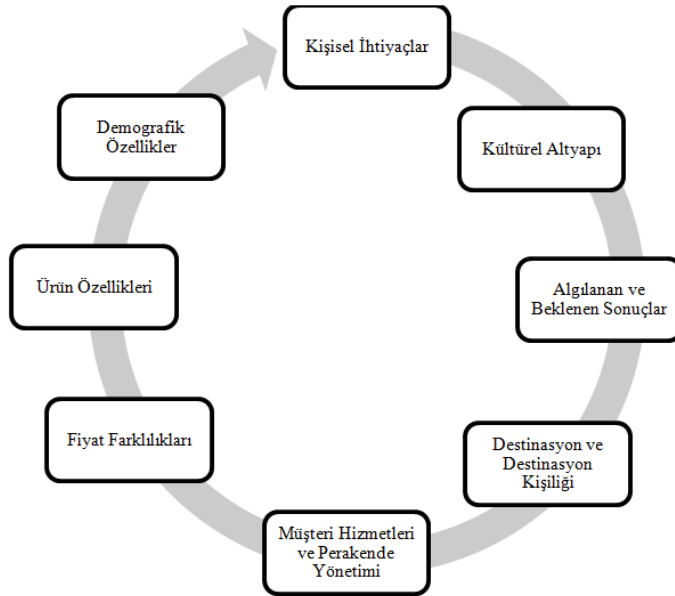 Kişisel İhtiyaçlar
Kültürel Altyapı
Algılanan ve
Beklenen Sonuçlar
Destinasyon ve
Destinasyon
Kişiliği
Müşteri Hizmetleri
ve Perakende
Yönetimi
Fiyat Farklılıkları
Ürün Özellikleri
Demografik
Özellikler